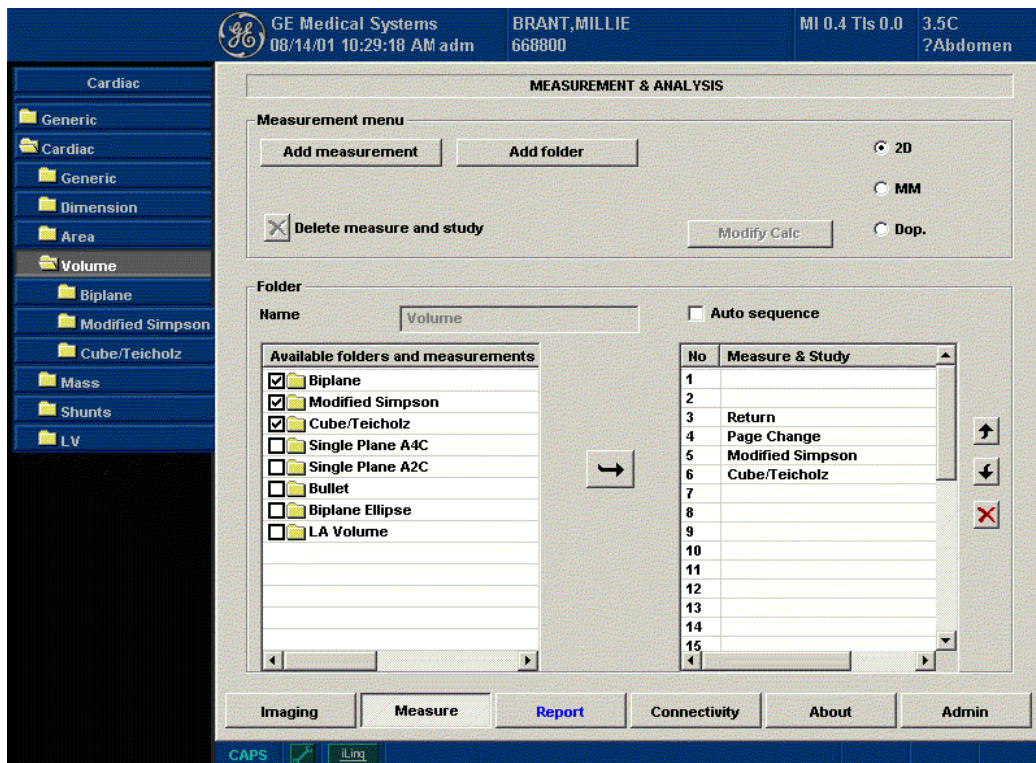 GE Medical Systems
08/14/01 10:29:18 AM adm
BRANT,MILLIE
668800
MI 0.4 TIs 0.0
3.5C
?Abdomen
Cardiac
Generic
Cardiac
Generic
Dimension
Area
Volume
Biplane
Modified Simpson
Cube/Teicholz
Mass
Shunts
LV
MEASUREMENT & ANALYSIS
Measurement menu
Add measurement
Add folder
2D
MM
Delete measure and study
Modify Calc
Dop.
Folder
Name
Volume
Auto sequence
Available folders and measurements
Biplane
Modified Simpson
Cube/Teicholz
Single Plane A4C
Single Plane A2C
Bullet
Biplane Ellipse
LA Volume
No Measure & Study
1
2
3 Return
4 Page Change
5 Modified Simpson
6 Cube/Teicholz
7
8
9
10
11
12
13
14
15
Imaging
Measure
Report
Connectivity
About
Admin
CAPS
iLinq